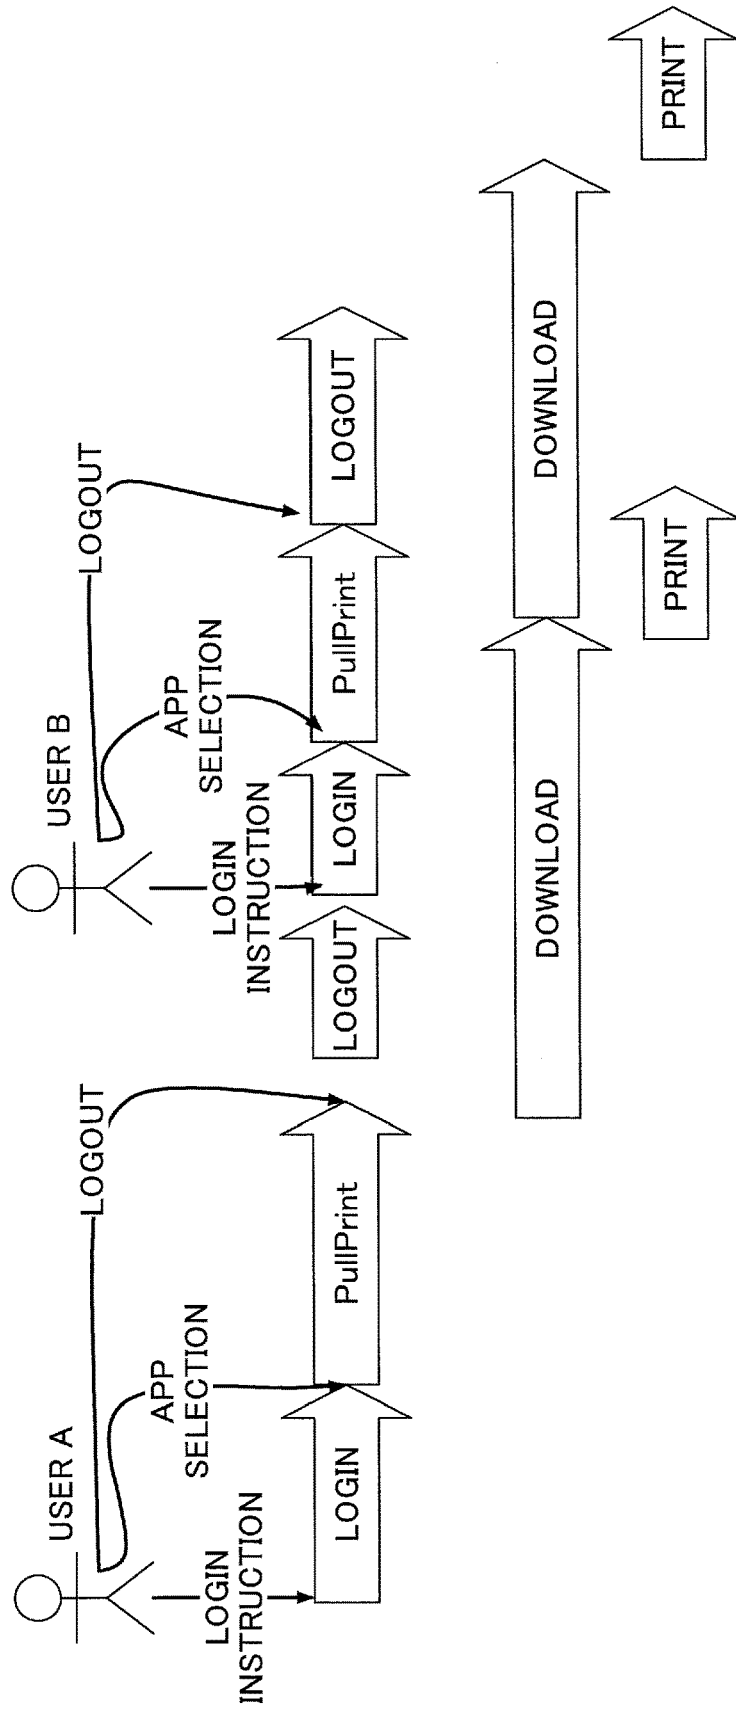 USER A
LOGIN
INSTRUCTION
APP
SELECTION
LOGOUT
USER B
LOGIN
INSTRUCTION
APP
SELECTION
LOGOUT
LOGIN
PullPrint
LOGOUT
LOGIN
PullPrint
LOGOUT
DOWNLOAD
DOWNLOAD
PRINT
PRINT